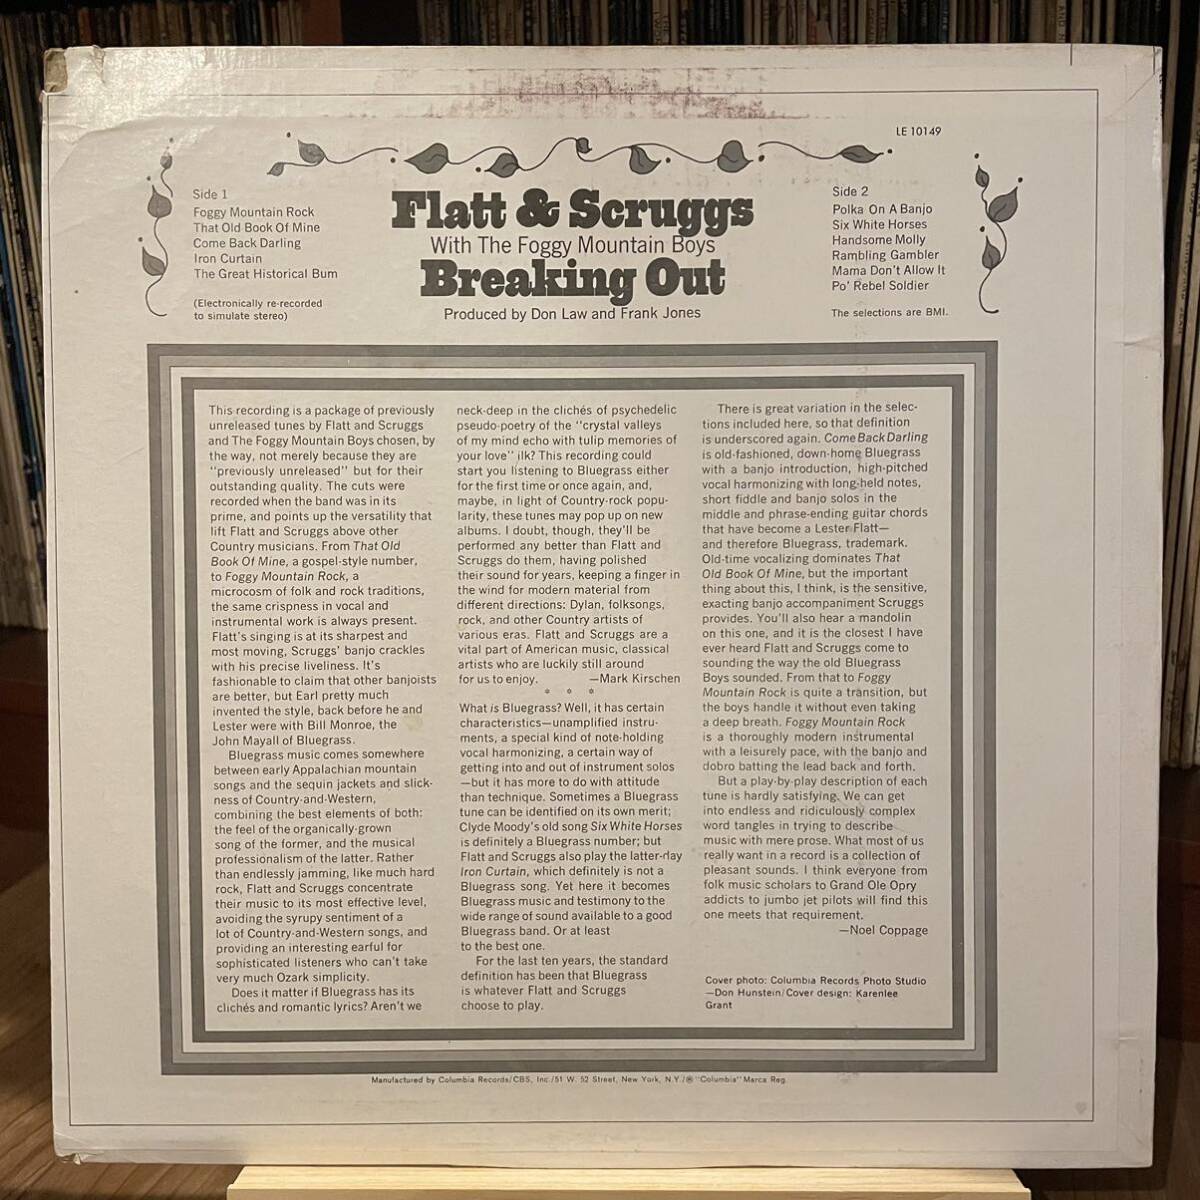 LE 10149
Side 1
Foggy Mountain Rock
That Old Book Of Mine
Come Back Darling
Iron Curtain
The Great Historical Bum
(Electronically re-recorded
to simulate stereo)
Flatt & Scruggs
With The Foggy Mountain Boys
Breaking Out
Produced by Don Law and Frank Jones
Side 2
Polka On A Banjo
Six White Horses
Handsome Molly
Rambling Gambler
Mama Don't Allow It
Po' Rebel Soldier
The selections are BMI.
This recording is a package of previously
unreleased tunes by Flatt and Scruggs
and The Foggy Mountain Boys chosen, by
the way, not merely because they are
"previously unreleased" but for their
outstanding quality. The cuts were
recorded when the band was in its
prime, and points up the versatility that
lift Flatt and Scruggs above other
Country musicians. From That Old
Book Of Mine, a gospel-style number,
to Foggy Mountain Rock, a
microcosm of folk and rock traditions,
the same crispness in vocal and
instrumental work is always present.
Flatt's singing is at its sharpest and
most moving, Scruggs' banjo crackles
with his precise liveliness. It's
fashionable to claim that other banjoists
are better, but Earl pretty much
invented the style, back before he and
Lester were with Bill Monroe, the
John Mayall of Bluegrass.
Bluegrass music comes somewhere
between early Appalachian mountain
songs and the sequin jackets and slick-
ness of Country-and-Western,
combining the best elements of both:
the feel of the organically-grown
song of the former, and the musical
professionalism of the latter. Rather
than endlessly jamming, like much hard
rock, Flatt and Scruggs concentrate
their music to its most effective level,
avoiding the syrupy sentiment of a
lot of Country-and-Western songs, and
providing an interesting earful for
sophisticated listeners who can't take
very much Ozark simplicity.
Does it matter if Bluegrass has its
clichés and romantic lyrics? Aren't we
neck-deep in the clichés of psychedelic
pseudo-poetry of the "crystal valleys
of my mind echo with tulip memories of
your love" ilk? This recording could
start you listening to Bluegrass either
for the first time or once again, and,
maybe, in light of Country-rock popu-
larity, these tunes may pop up on new
albums. I doubt, though, they'll be
performed any better than Flatt and
Scruggs do them, having polished
their sound for years, keeping a finger in
the wind for modern material from
different directions: Dylan, folksongs,
rock, and other Country artists of
various eras. Flatt and Scruggs are a
vital part of American music, classical
artists who are luckily still around
for us to enjoy. —Mark Kirschen
* * *
What is Bluegrass? Well, it has certain
characteristics—unamplified instru-
ments, a special kind of note-holding
vocal harmonizing, a certain way of
getting into and out of instrument solos
—but it has more to do with attitude
than technique. Sometimes a Bluegrass
tune can be identified on its own merit;
Clyde Moody's old song Six White Horses
is definitely a Bluegrass number; but
Flatt and Scruggs also play the latter-day
Iron Curtain, which definitely is not a
Bluegrass song. Yet here it becomes
Bluegrass music and testimony to the
wide range of sound available to a good
Bluegrass band. Or at least
to the best one.
For the last ten years, the standard
definition has been that Bluegrass
is whatever Flatt and Scruggs
choose to play.
There is great variation in the selec-
tions included here, so that definition
is underscored again. Come Back Darling
is old-fashioned, down-home Bluegrass
with a banjo introduction, high-pitched
vocal harmonizing with long-held notes,
short fiddle and banjo solos in the
middle and phrase-ending guitar chords
that have become a Lester Flatt—
and therefore Bluegrass, trademark.
Old-time vocalizing dominates That
Old Book Of Mine, but the important
thing about this, I think, is the sensitive,
exacting banjo accompaniment Scruggs
provides. You'll also hear a mandolin
on this one, and it is the closest I have
ever heard Flatt and Scruggs come to
sounding the way the old Bluegrass
Boys sounded. From that to Foggy
Mountain Rock is quite a transition, but
the boys handle it without even taking
a deep breath. Foggy Mountain Rock
is a thoroughly modern instrumental
with a leisurely pace, with the banjo and
dobro batting the lead back and forth.
But a play-by-play description of each
tune is hardly satisfying. We can get
into endless and ridiculously complex
word tangles in trying to describe
music with mere prose. What most of us
really want in a record is a collection of
pleasant sounds. I think everyone from
folk music scholars to Grand Ole Opry
addicts to jumbo jet pilots will find this
one meets that requirement.
—Noel Coppage
Cover photo: Columbia Records Photo Studio
—Don Hunstein/Cover design: Karenlee
Grant
Manufactured by Columbia Records/CBS, Inc./51 W. 52 Street, New York, N.Y./® "Columbia" Marca Reg.